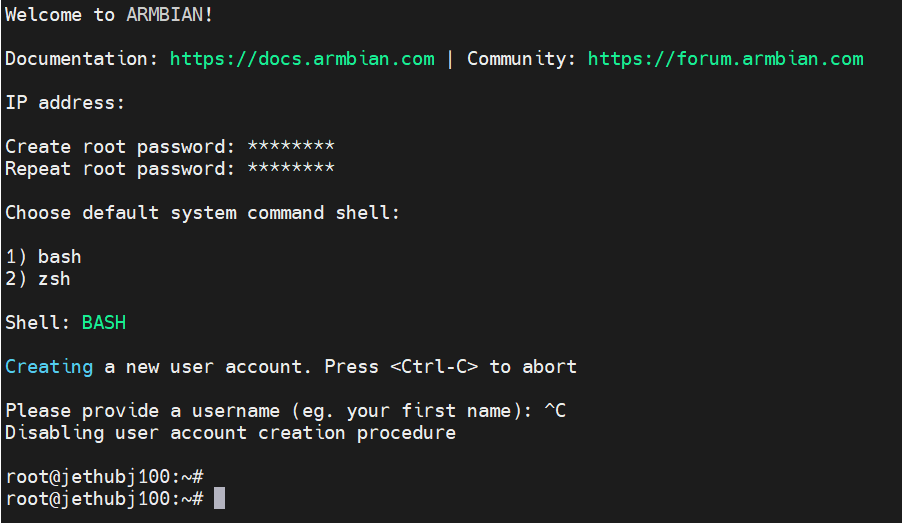 Welcome to ARMBIAN!
Documentation: https://docs.armbian.com | Community: https://forum.armbian.com
IP address:
Create root password: ********
Repeat root password: ********
Choose default system command shell:
1) bash
2) zsh
Shell: BASH
Creating a new user account. Press <Ctrl-C> to abort
Please provide a username (eg. your first name): ^C
Disabling user account creation procedure
root@jethubj100:~#
root@jethubj100:~#